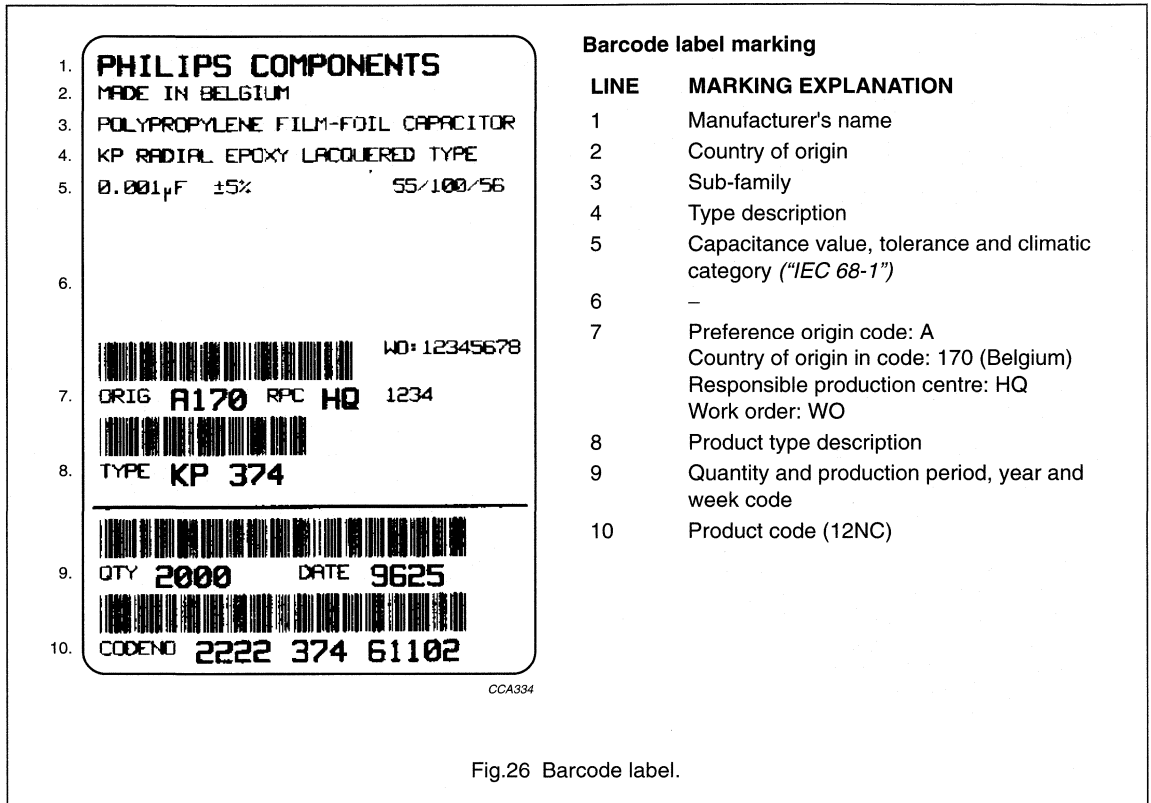 1. PHILIPS COMPONENTS
2. MADE IN BELGIUM
3. POLYPROPYLENE FILM-FOIL CAPACITOR
4. KP RADIAL EPOXY LACQUERED TYPE
5. 0.001μF ±5% 55/100/56
6.
WO:12345678
7. ORIG A170 RPC HQ 1234
8. TYPE KP 374
9. QTY 2000 DATE 9625
10. CODENO 2222 374 61102
CCA334
Barcode label marking
LINE MARKING EXPLANATION
1 Manufacturer's name
2 Country of origin
3 Sub-family
4 Type description
5 Capacitance value, tolerance and climatic
category (“IEC 68-1”)
6 –
7 Preference origin code: A
Country of origin in code: 170 (Belgium)
Responsible production centre: HQ
Work order: WO
8 Product type description
9 Quantity and production period, year and
week code
10 Product code (12NC)
Fig.26 Barcode label.